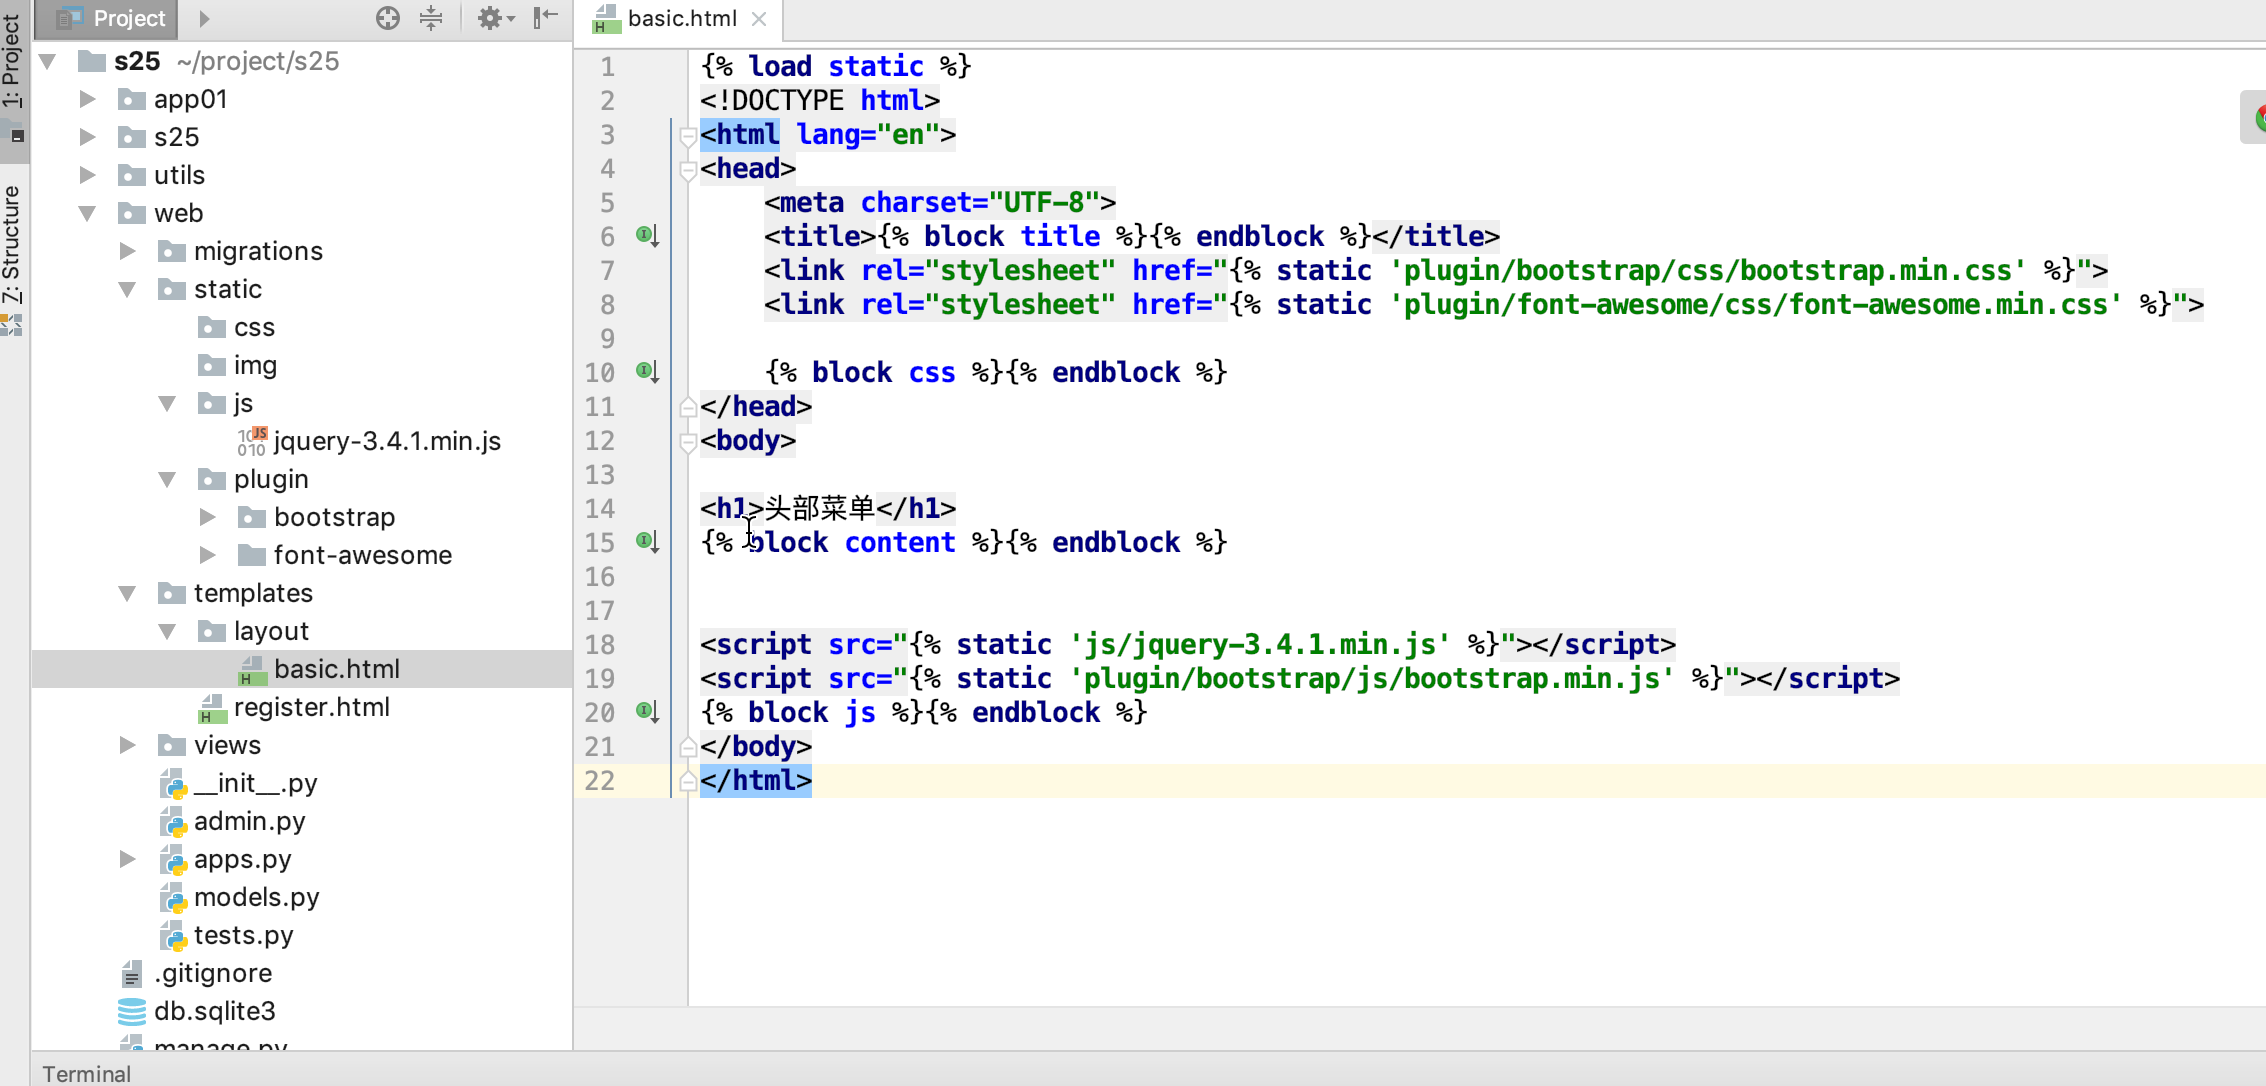 Project
basic.html
1: Project
7: Structure
s25 ~/project/s25
app01
s25
utils
web
migrations
static
css
img
js
jquery-3.4.1.min.js
plugin
bootstrap
font-awesome
templates
layout
basic.html
register.html
views
__init__.py
admin.py
apps.py
models.py
tests.py
.gitignore
db.sqlite3
manage.py
1 {% load static %}
2 <!DOCTYPE html>
3 <html lang="en">
4 <head>
5 <meta charset="UTF-8">
6 <title>{% block title %}{% endblock %}</title>
7 <link rel="stylesheet" href="{% static 'plugin/bootstrap/css/bootstrap.min.css' %}">
8 <link rel="stylesheet" href="{% static 'plugin/font-awesome/css/font-awesome.min.css' %}">
9
10 {% block css %}{% endblock %}
11 </head>
12 <body>
13
14 <h1>头部菜单</h1>
15 {% block content %}{% endblock %}
16
17
18 <script src="{% static 'js/jquery-3.4.1.min.js' %}"></script>
19 <script src="{% static 'plugin/bootstrap/js/bootstrap.min.js' %}"></script>
20 {% block js %}{% endblock %}
21 </body>
22 </html>
Terminal